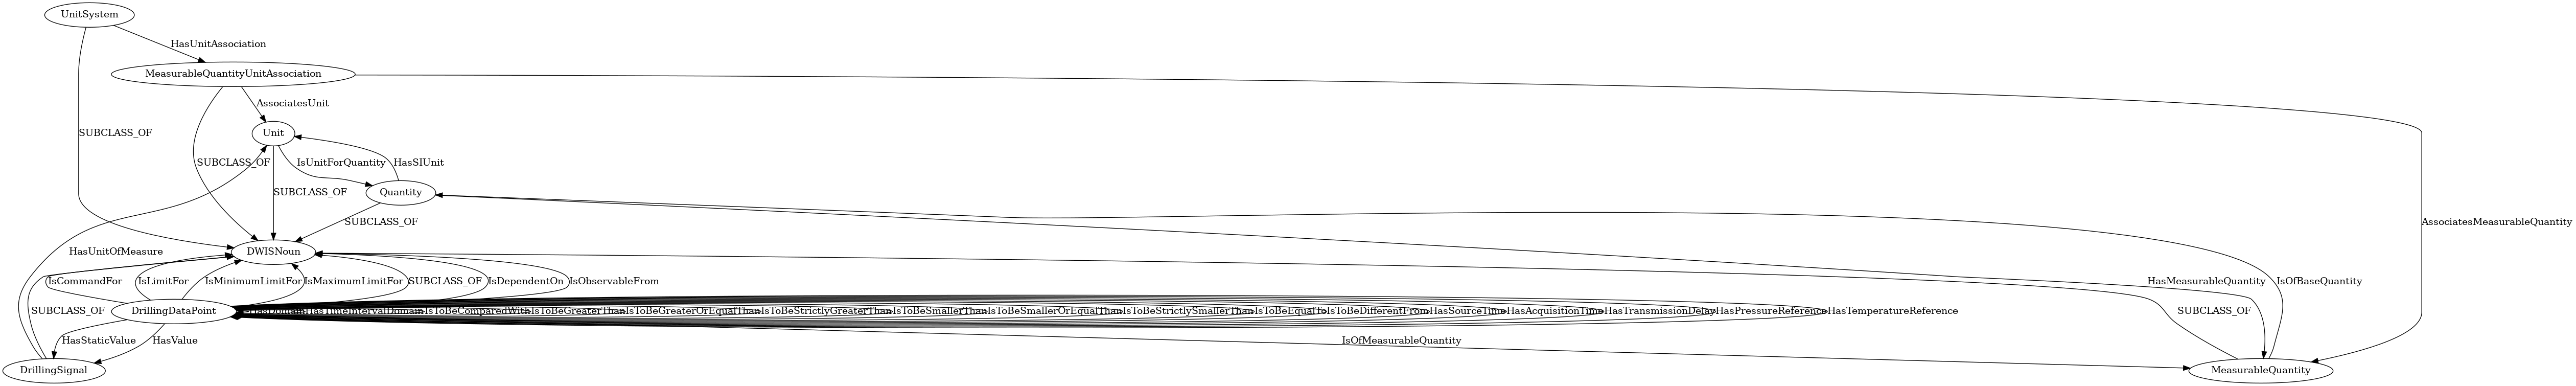 UnitSystem
HasUnitAssociation
MeasurableQuantityUnitAssociation
AssociatesUnit
Unit
SUBCLASS_OF
SUBCLASS_OF
IsUnitForQuantity
HasSIUnit
SUBCLASS_OF
Quantity
SUBCLASS_OF
AssociatesMeasurableQuantity
HasUnitOfMeasure
DWISNoun
IsCommandFor
IsLimitFor
IsMinimumLimitFor
IsMaximumLimitFor
SUBCLASS_OF
IsDependentOn
IsObservableFrom
HasMeasurableQuantity
IsOfBaseQuantity
SUBCLASS_OF
DrillingDataPoint
HasDomain
HasTimeIntervalDomain
IsToBeComparedWith
IsToBeGreaterThan
IsToBeGreaterOrEqualThan
IsToBeStrictlyGreaterThan
IsToBeSmallerThan
IsToBeSmallerOrEqualThan
IsToBeStrictlySmallerThan
IsToBeEqualTo
IsToBeDifferentFrom
HasSourceTime
HasAcquisitionTime
HasTransmissionDelay
HasPressureReference
HasTemperatureReference
SUBCLASS_OF
HasStaticValue
HasValue
IsOfMeasurableQuantity
DrillingSignal
MeasurableQuantity